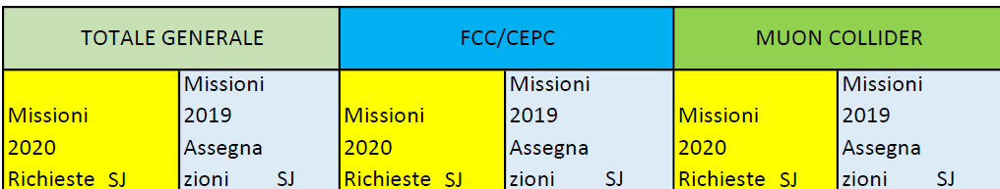 TOTALE GENERALE FCC/CEPC MUON COLLIDER
Missioni 2020 Richieste SJ
Missioni 2019 Assegna zioni SJ
Missioni 2020 Richieste SJ
Missioni 2019 Assegna zioni SJ
Missioni 2020 Richieste SJ
Missioni 2019 Assegna zioni SJ